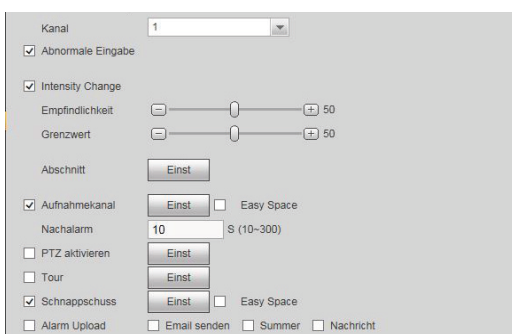 Kanal 1
Abnormale Eingabe
Intensity Change
Empfindlichkeit 50
Grenzwert 50
Abschnitt Einst
Aufnahmekanal Einst Easy Space
Nachalarm 10 S (10~300)
PTZ aktivieren Einst
Tour Einst
Schnappschuss Einst Easy Space
Alarm Upload Email senden Summer Nachricht